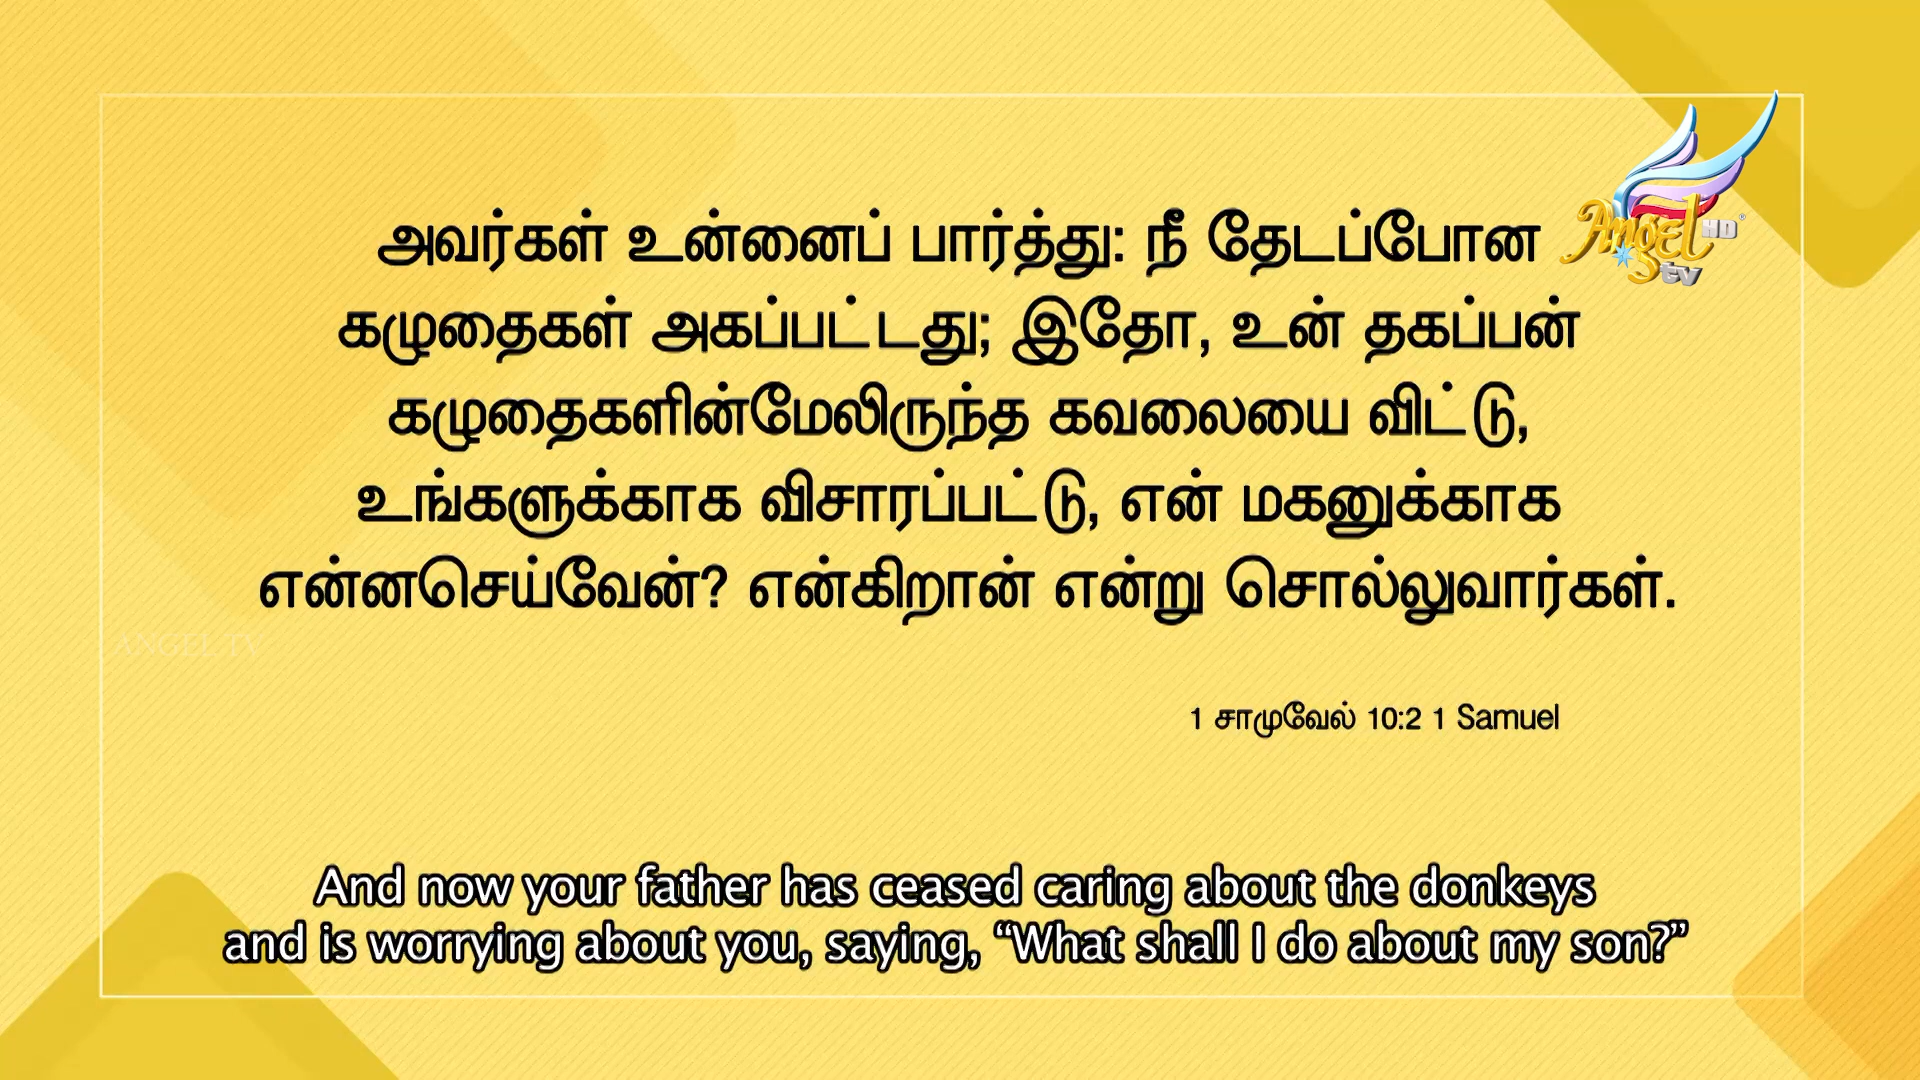 அவர்கள் உன்னைப் பார்த்து: நீ தேடப்போன
கழுதைகள் அகப்பட்டது; இதோ, உன் தகப்பன்
கழுதைகளின்மேலிருந்த கவலையை விட்டு,
உங்களுக்காக விசாரப்பட்டு, என் மகனுக்காக
என்னசெய்வேன்? என்கிறான் என்று சொல்லுவார்கள்.
Angel HD
tv
ANGEL TV
1 சாமுவேல் 10:2 1 Samuel
And now your father has ceased caring about the donkeys
and is worrying about you, saying, “What shall I do about my son?”